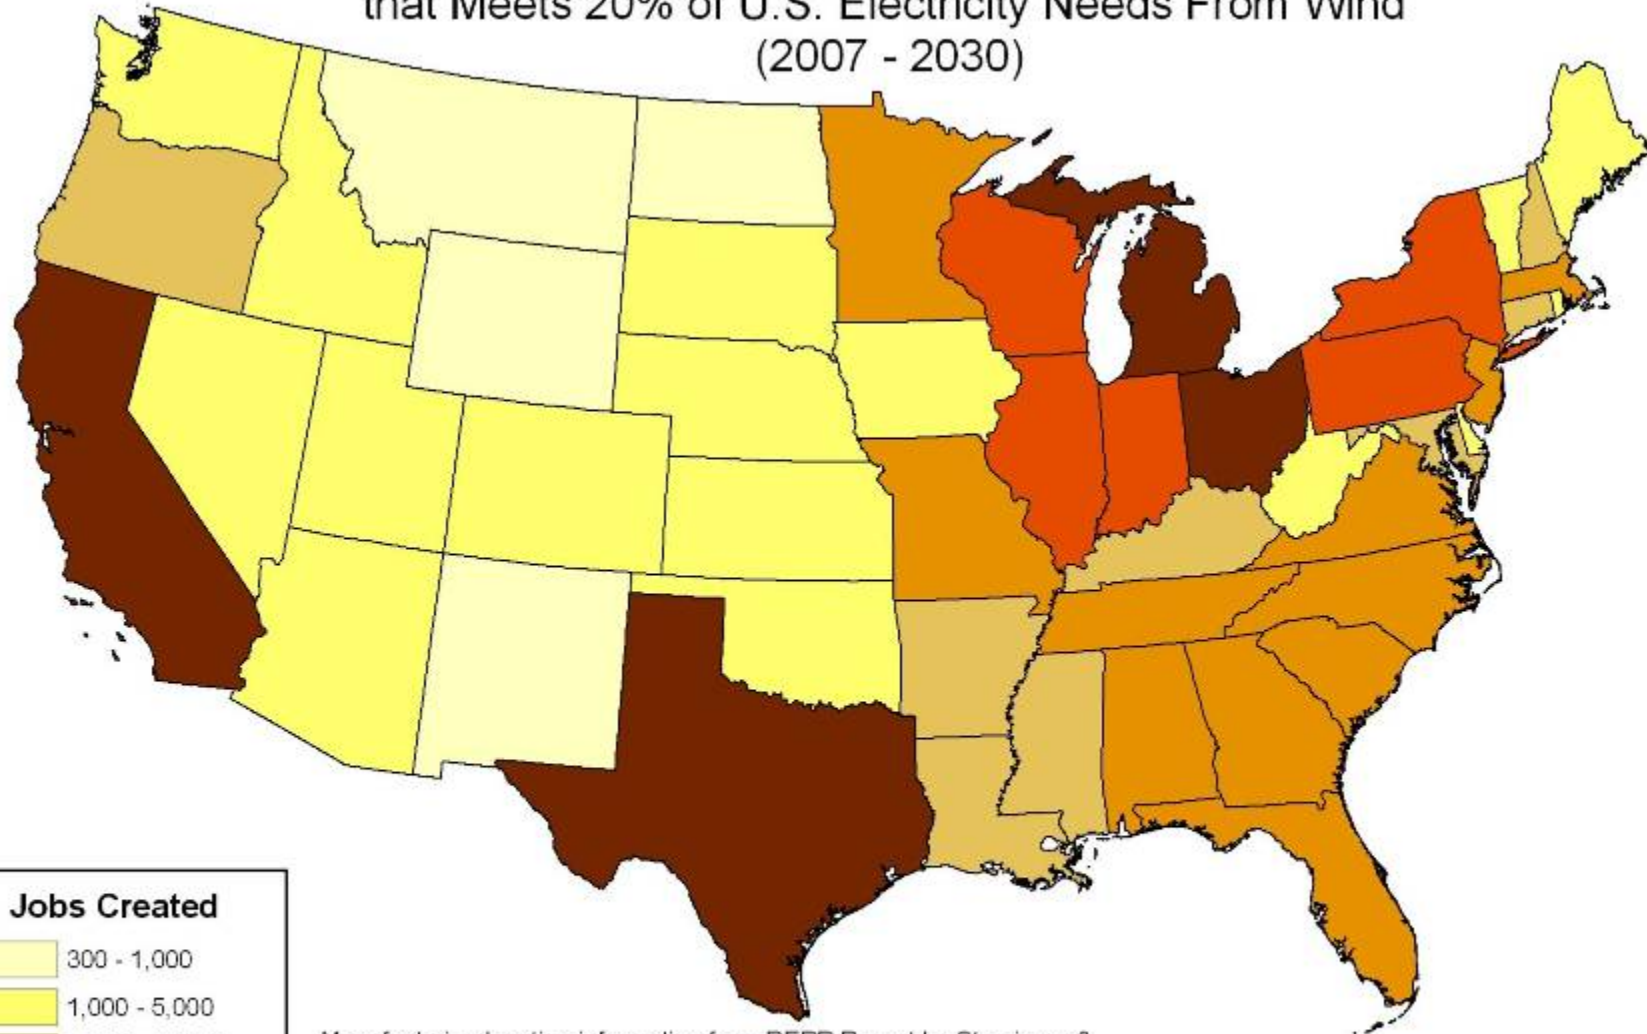 that Meets 20% of U.S. Electricity Needs From Wind
(2007 - 2030)
Jobs Created
300 - 1,000
1,000 - 5,000